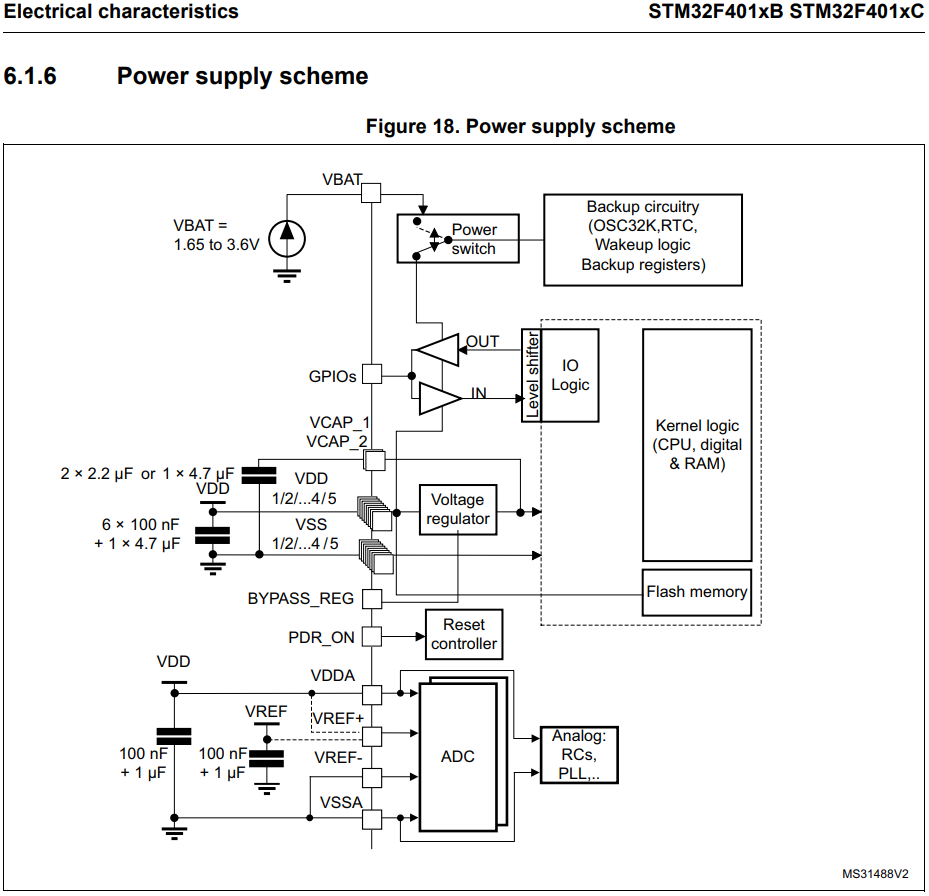 Electrical characteristics
STM32F401xB STM32F401xC
6.1.6 Power supply scheme
Figure 18. Power supply scheme
VBAT
VBAT =
1.65 to 3.6V
Power
switch
Backup circuitry
(OSC32K,RTC,
Wakeup logic
Backup registers)
GPIOs
OUT
IN
Level shifter
IO
Logic
Kernel logic
(CPU, digital
& RAM)
VCAP_1
VCAP_2
2 × 2.2 μF or 1 × 4.7 μF
VDD
VDD
1/2/...4/5
6 × 100 nF
+ 1 × 4.7 μF
VSS
1/2/...4/5
Voltage
regulator
Flash memory
BYPASS_REG
PDR_ON
Reset
controller
VDD
VDDA
VREF
VREF+
VREF-
VSSA
100 nF
+ 1 μF
100 nF
+ 1 μF
ADC
Analog:
RCs,
PLL,..
MS31488V2